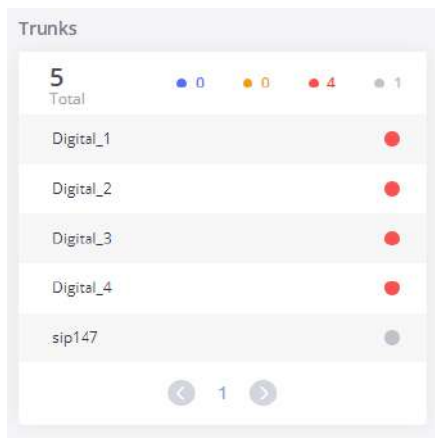 Trunks
5 0 0 4 1
Total
Digital_1
Digital_2
Digital_3
Digital_4
sip147
1